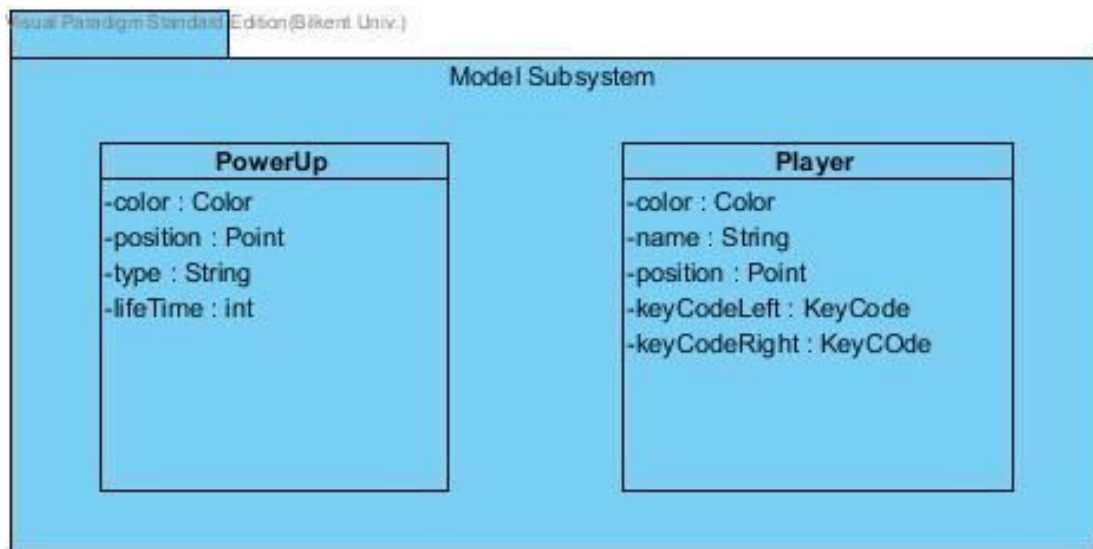 Visual Paradigm Standard Edition(Bilkent Univ.)
Model Subsystem
PowerUp
-color : Color
-position : Point
-type : String
-lifeTime : int
Player
-color : Color
-name : String
-position : Point
-keyCodeLeft : KeyCode
-keyCodeRight : KeyCOde